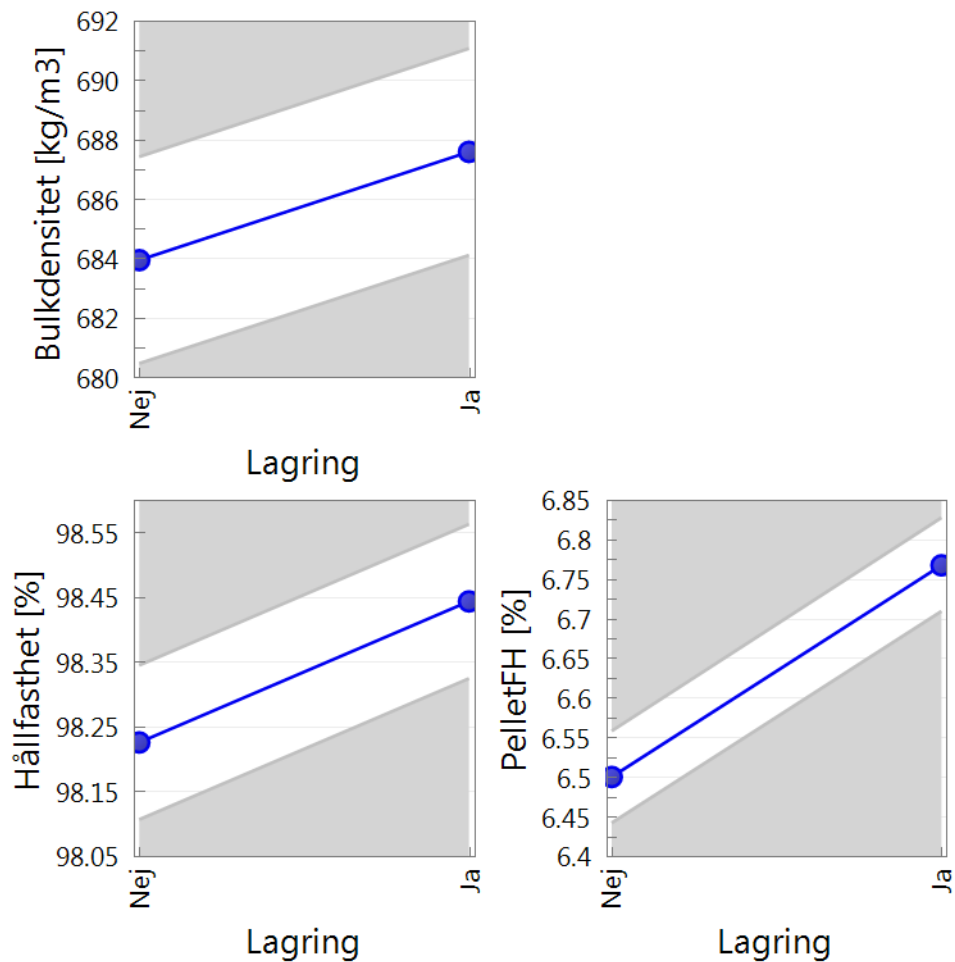 Bulkdensitet [kg/m3]
692
690
688
686
684
682
680
Nej
Ja
Lagring
Hållfasthet [%]
98.55
98.45
98.35
98.25
98.15
98.05
Nej
Ja
Lagring
PelletFH [%]
6.85
6.8
6.75
6.7
6.65
6.6
6.55
6.5
6.45
6.4
Nej
Ja
Lagring